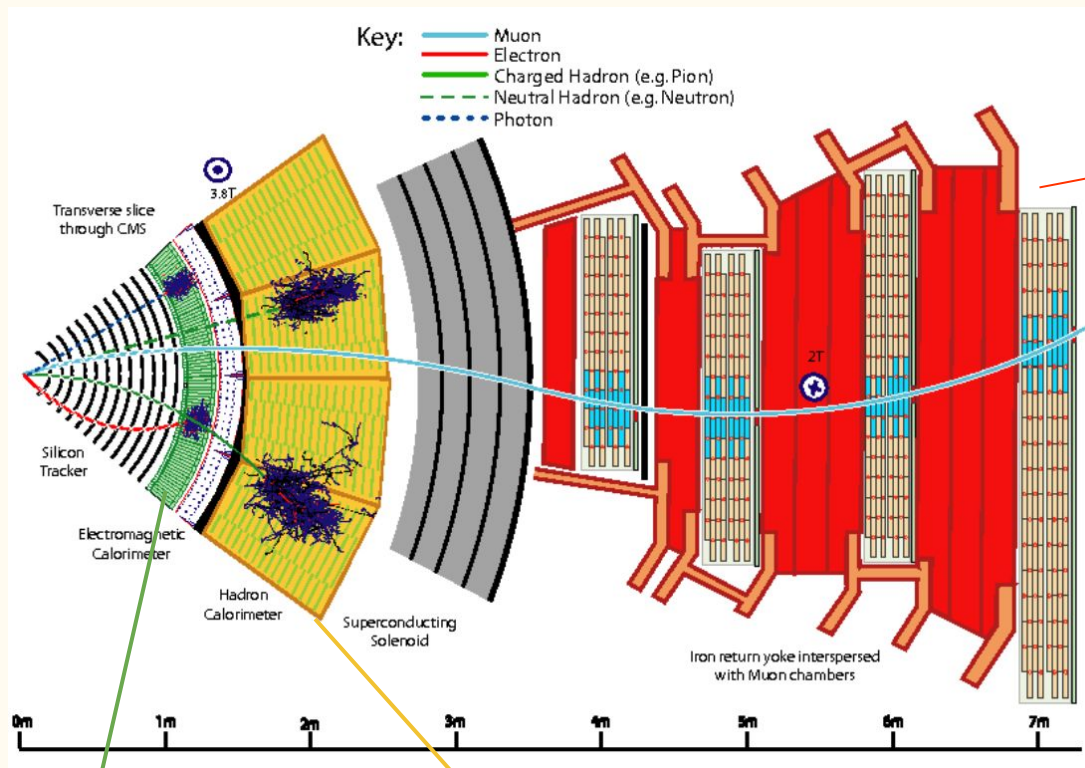 Key:
Muon
Electron
Charged Hadron (e.g. Pion)
Neutral Hadron (e.g. Neutron)
Photon
3.8T
Transverse slice
through CMS
2T
Silicon
Tracker
Electromagnetic
Calorimeter
Hadron
Calorimeter
Superconducting
Solenoid
Iron return yoke interspersed
with Muon chambers
0m 1m 2m 3m 4m 5m 6m 7m